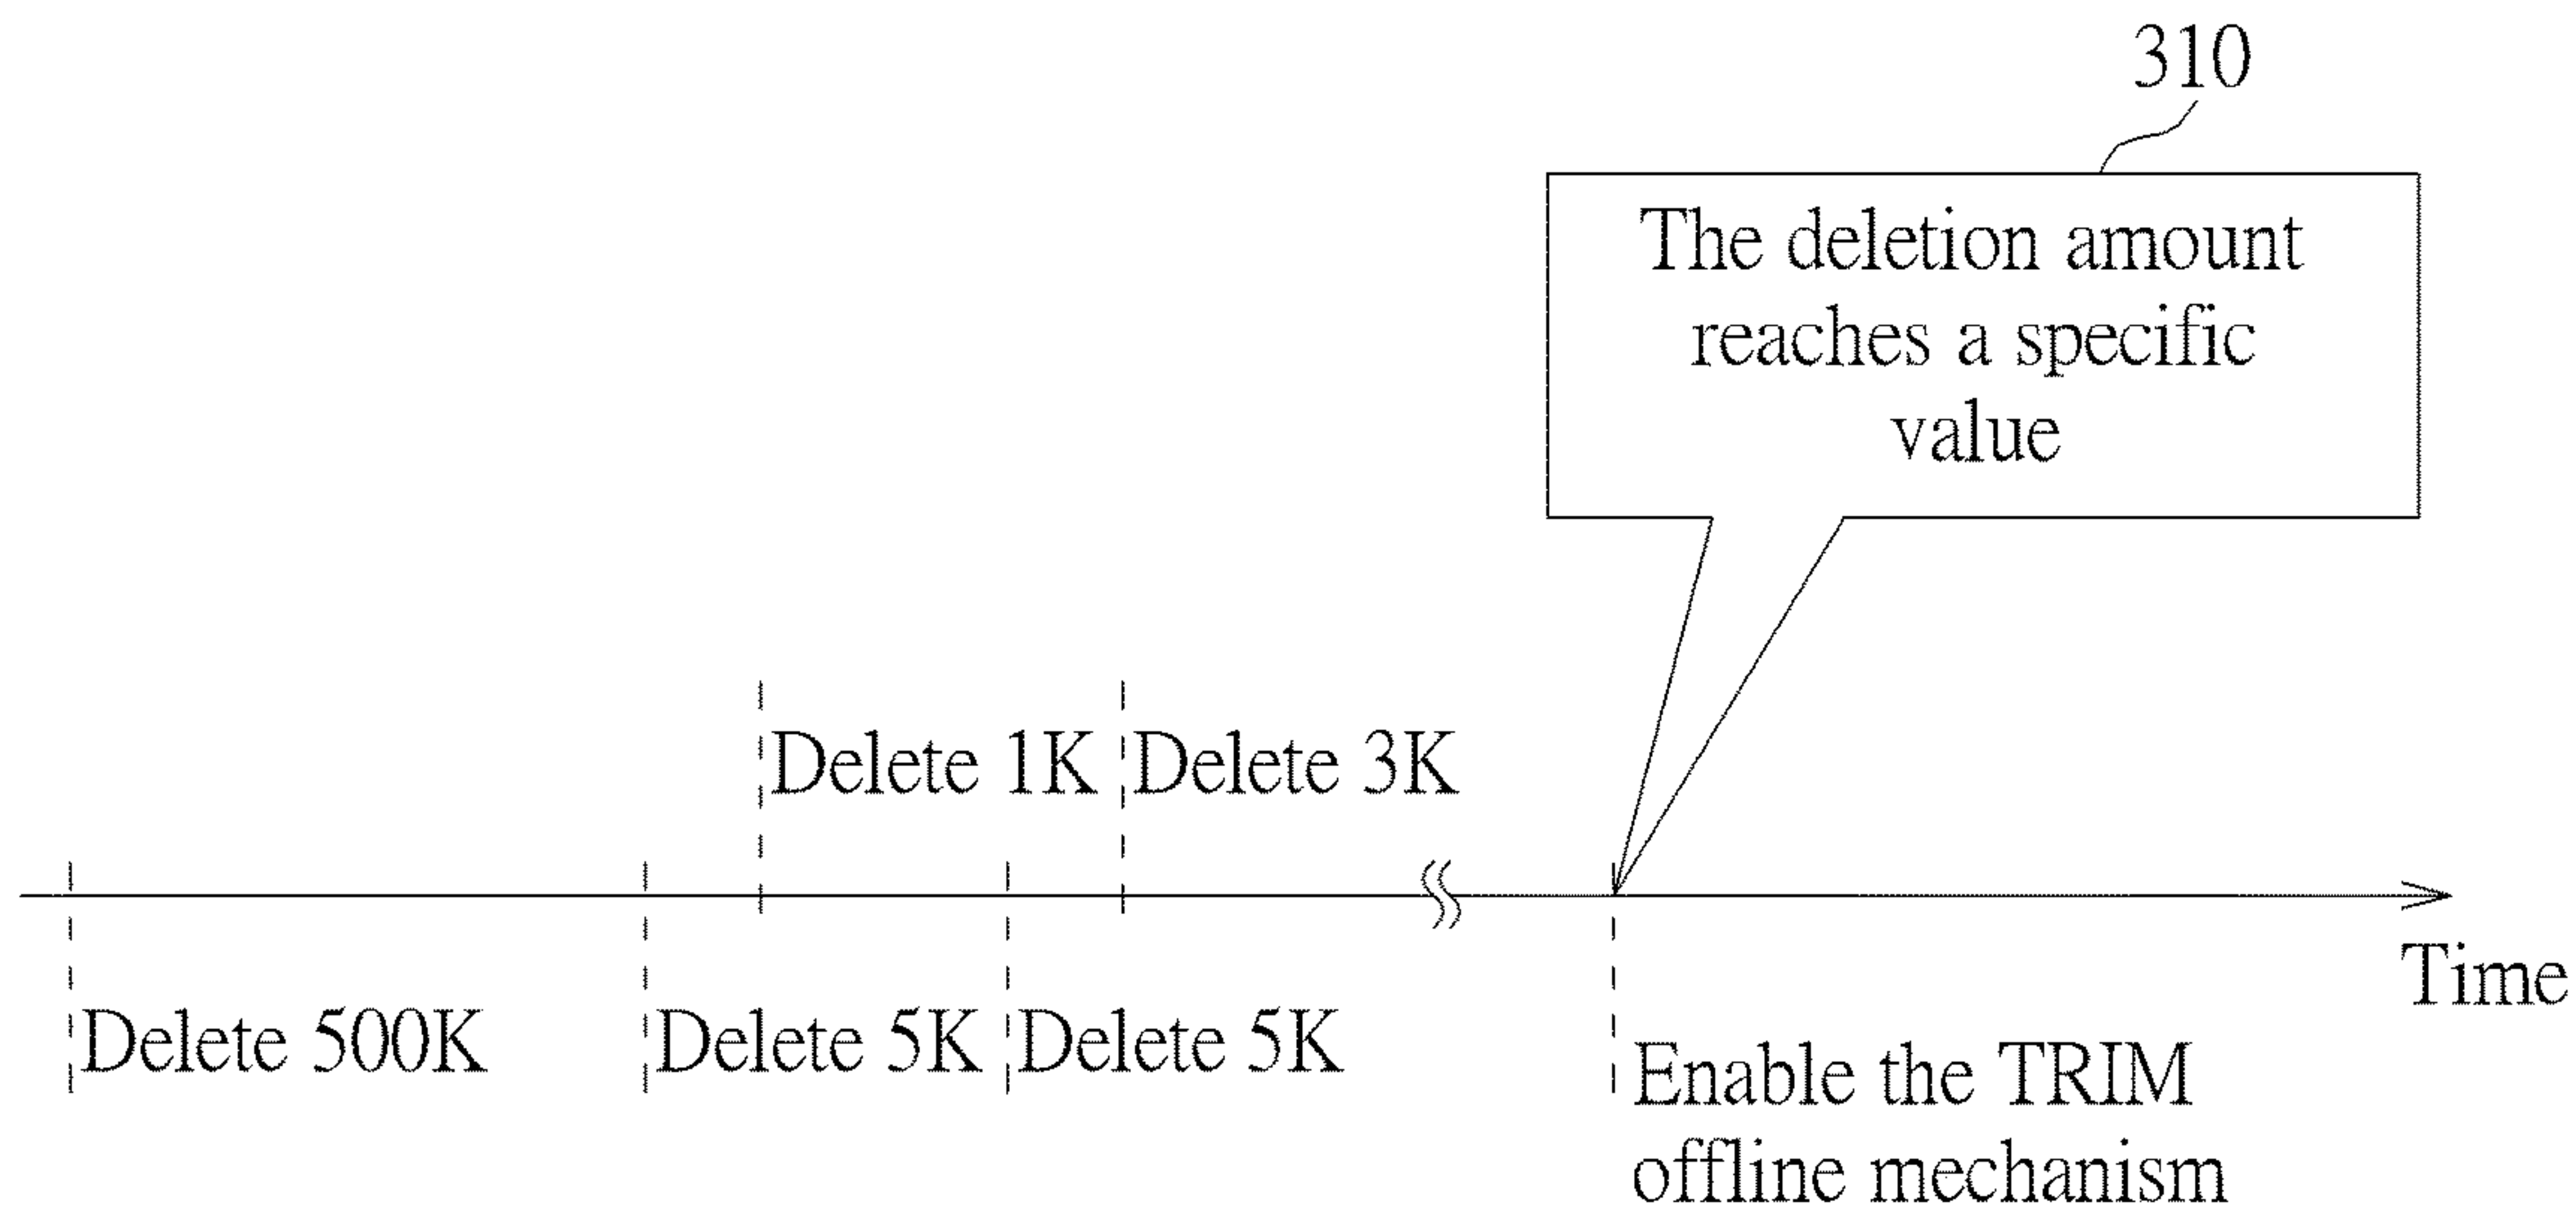 310
The deletion amount
reaches a specific
value
Delete 1K
Delete 3K
Time
Delete 500K
Delete 5K
Delete 5K
Enable the TRIM
offline mechanism